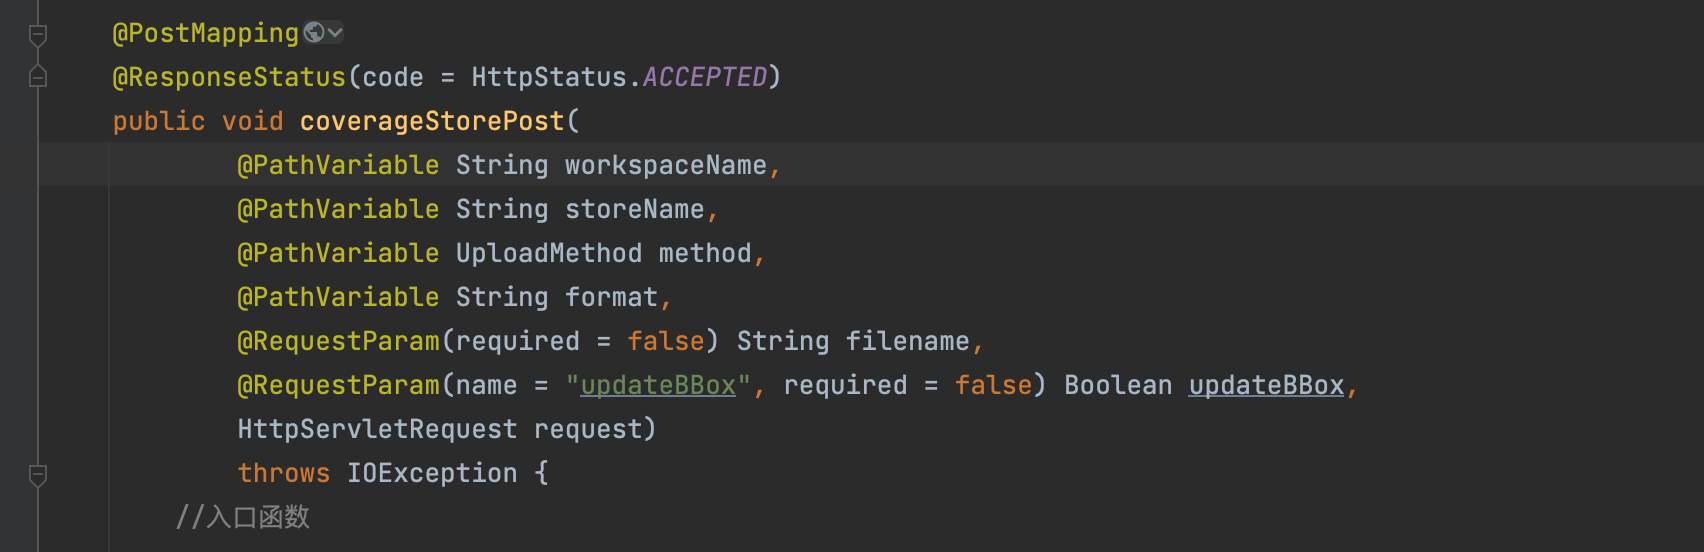 @PostMapping
@ResponseStatus(code = HttpStatus.ACCEPTED)
public void coverageStorePost(
@PathVariable String workspaceName,
@PathVariable String storeName,
@PathVariable UploadMethod method,
@PathVariable String format,
@RequestParam(required = false) String filename,
@RequestParam(name = "updateBBox", required = false) Boolean updateBBox,
HttpServletRequest request)
throws IOException {
//入口函数